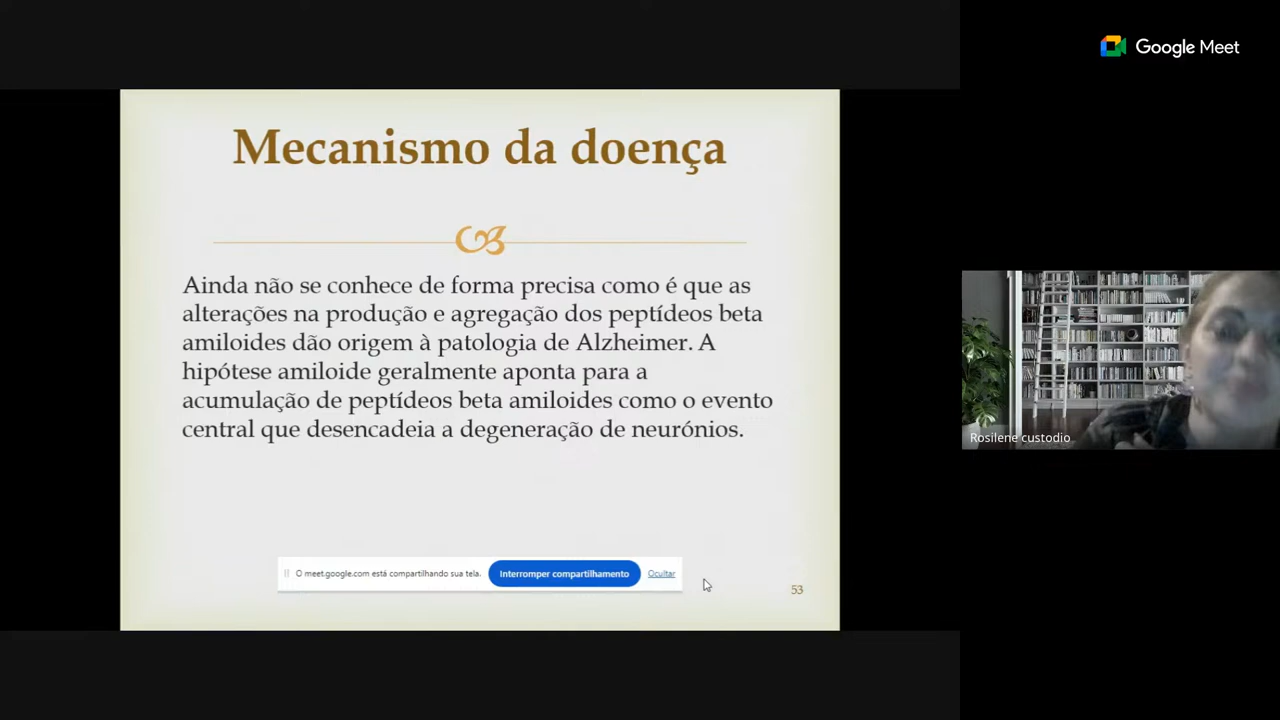 Google Meet
Mecanismo da doença
Ainda não se conhece de forma precisa como é que as
alterações na produção e agregação dos peptídeos beta
amiloides dão origem à patologia de Alzheimer. A
hipótese amiloide geralmente aponta para a
acumulação de peptídeos beta amiloides como o evento
central que desencadeia a degeneração de neurónios.
Rosilene custodio
O meet.google.com está compartilhando sua tela. Interromper compartilhamento Ocultar
53